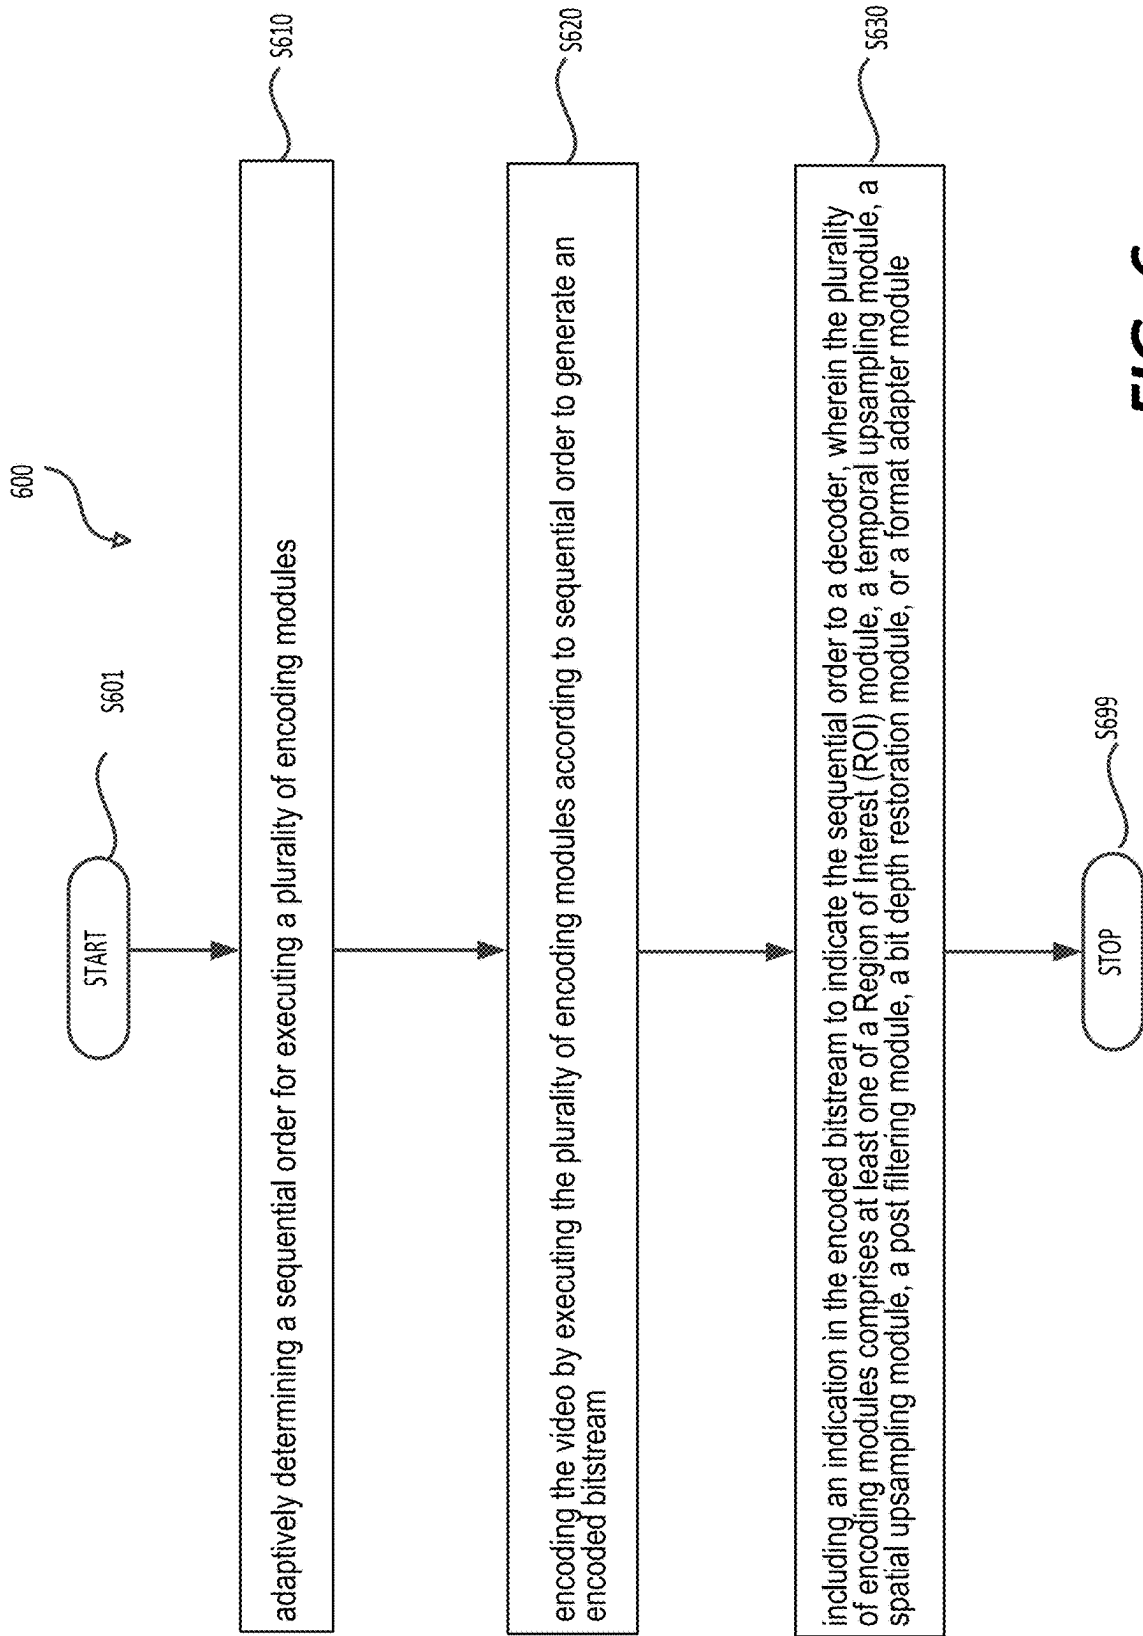 600
START
S601
adaptively determining a sequential order for executing a plurality of encoding modules
S610
encoding the video by executing the plurality of encoding modules according to sequential order to generate an
encoded bitstream
S620
including an indication in the encoded bitstream to indicate the sequential order to a decoder, wherein the plurality
of encoding modules comprises at least one of a Region of Interest (ROI) module, a temporal upsampling module, a
spatial upsampling module, a post filtering module, a bit depth restoration module, or a format adapter module
S630
STOP
S699
FIG. 6